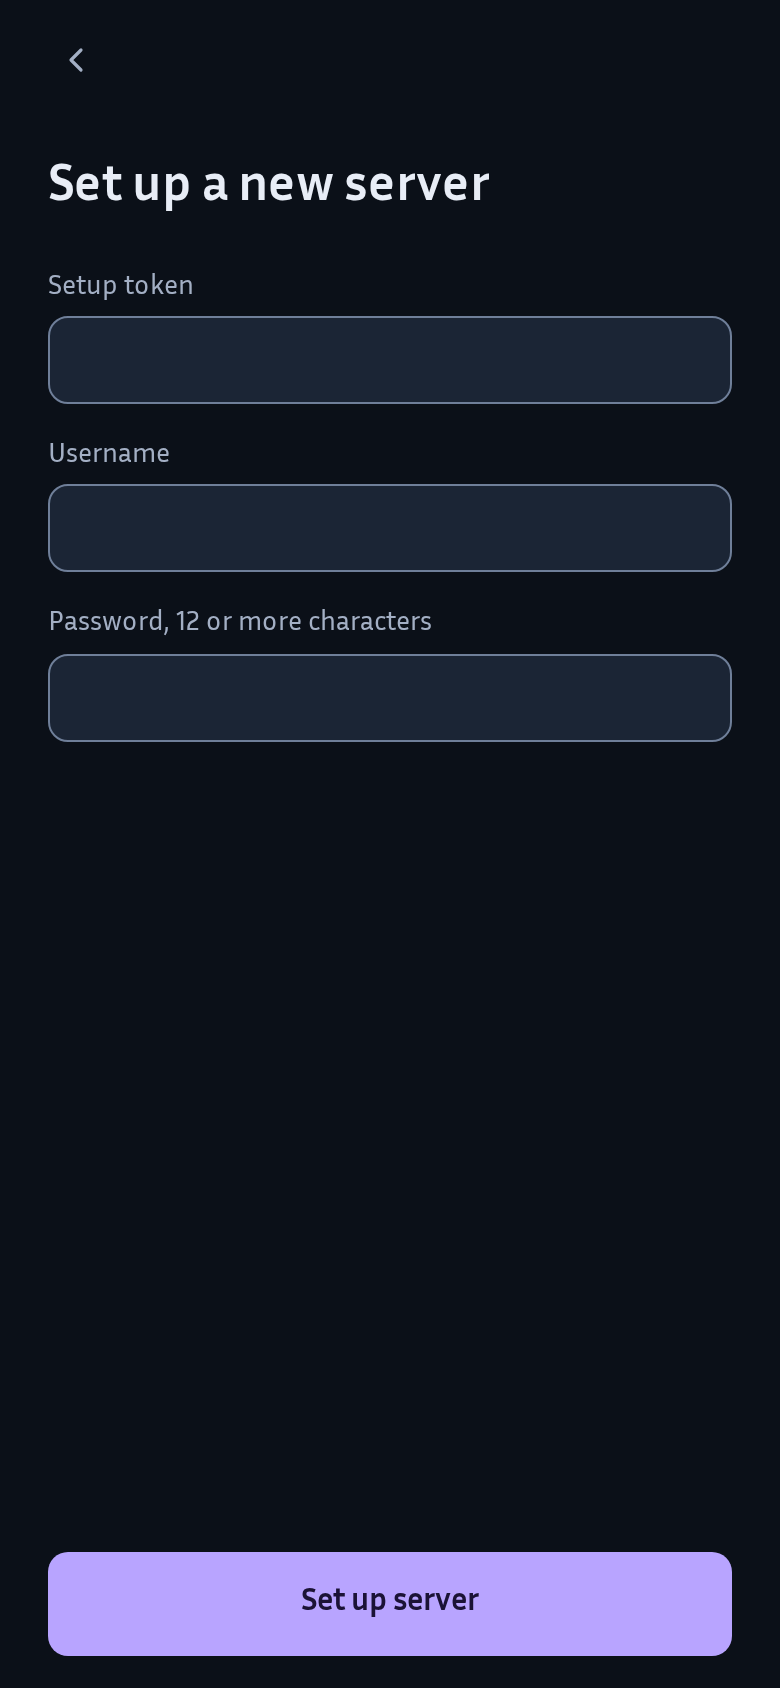 Set up a new server
Setup token
Username
Password, 12 or more characters
Set up server